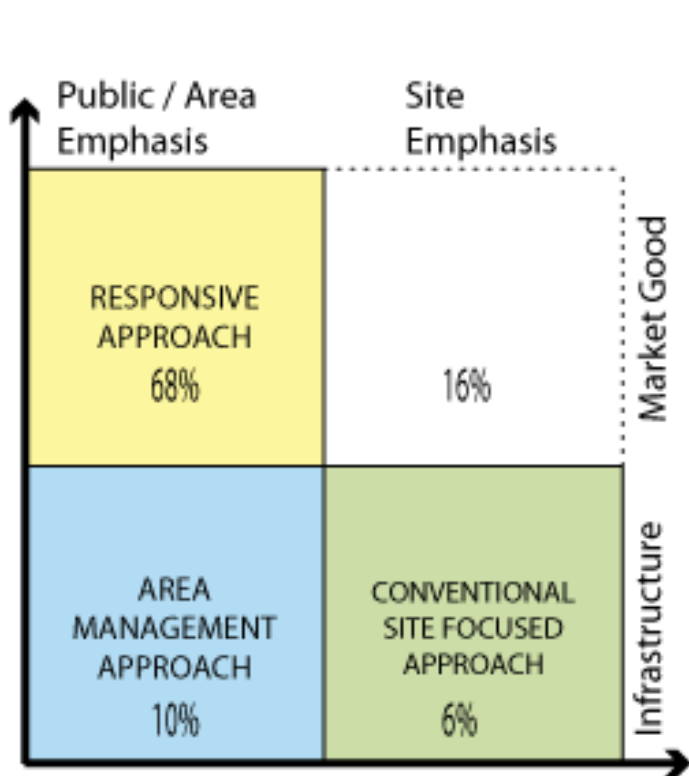 Public / Area
Emphasis
Site
Emphasis
RESPONSIVE
APPROACH
68%
16%
Market Good
AREA
MANAGEMENT
APPROACH
10%
CONVENTIONAL
SITE FOCUSED
APPROACH
6%
Infrastructure